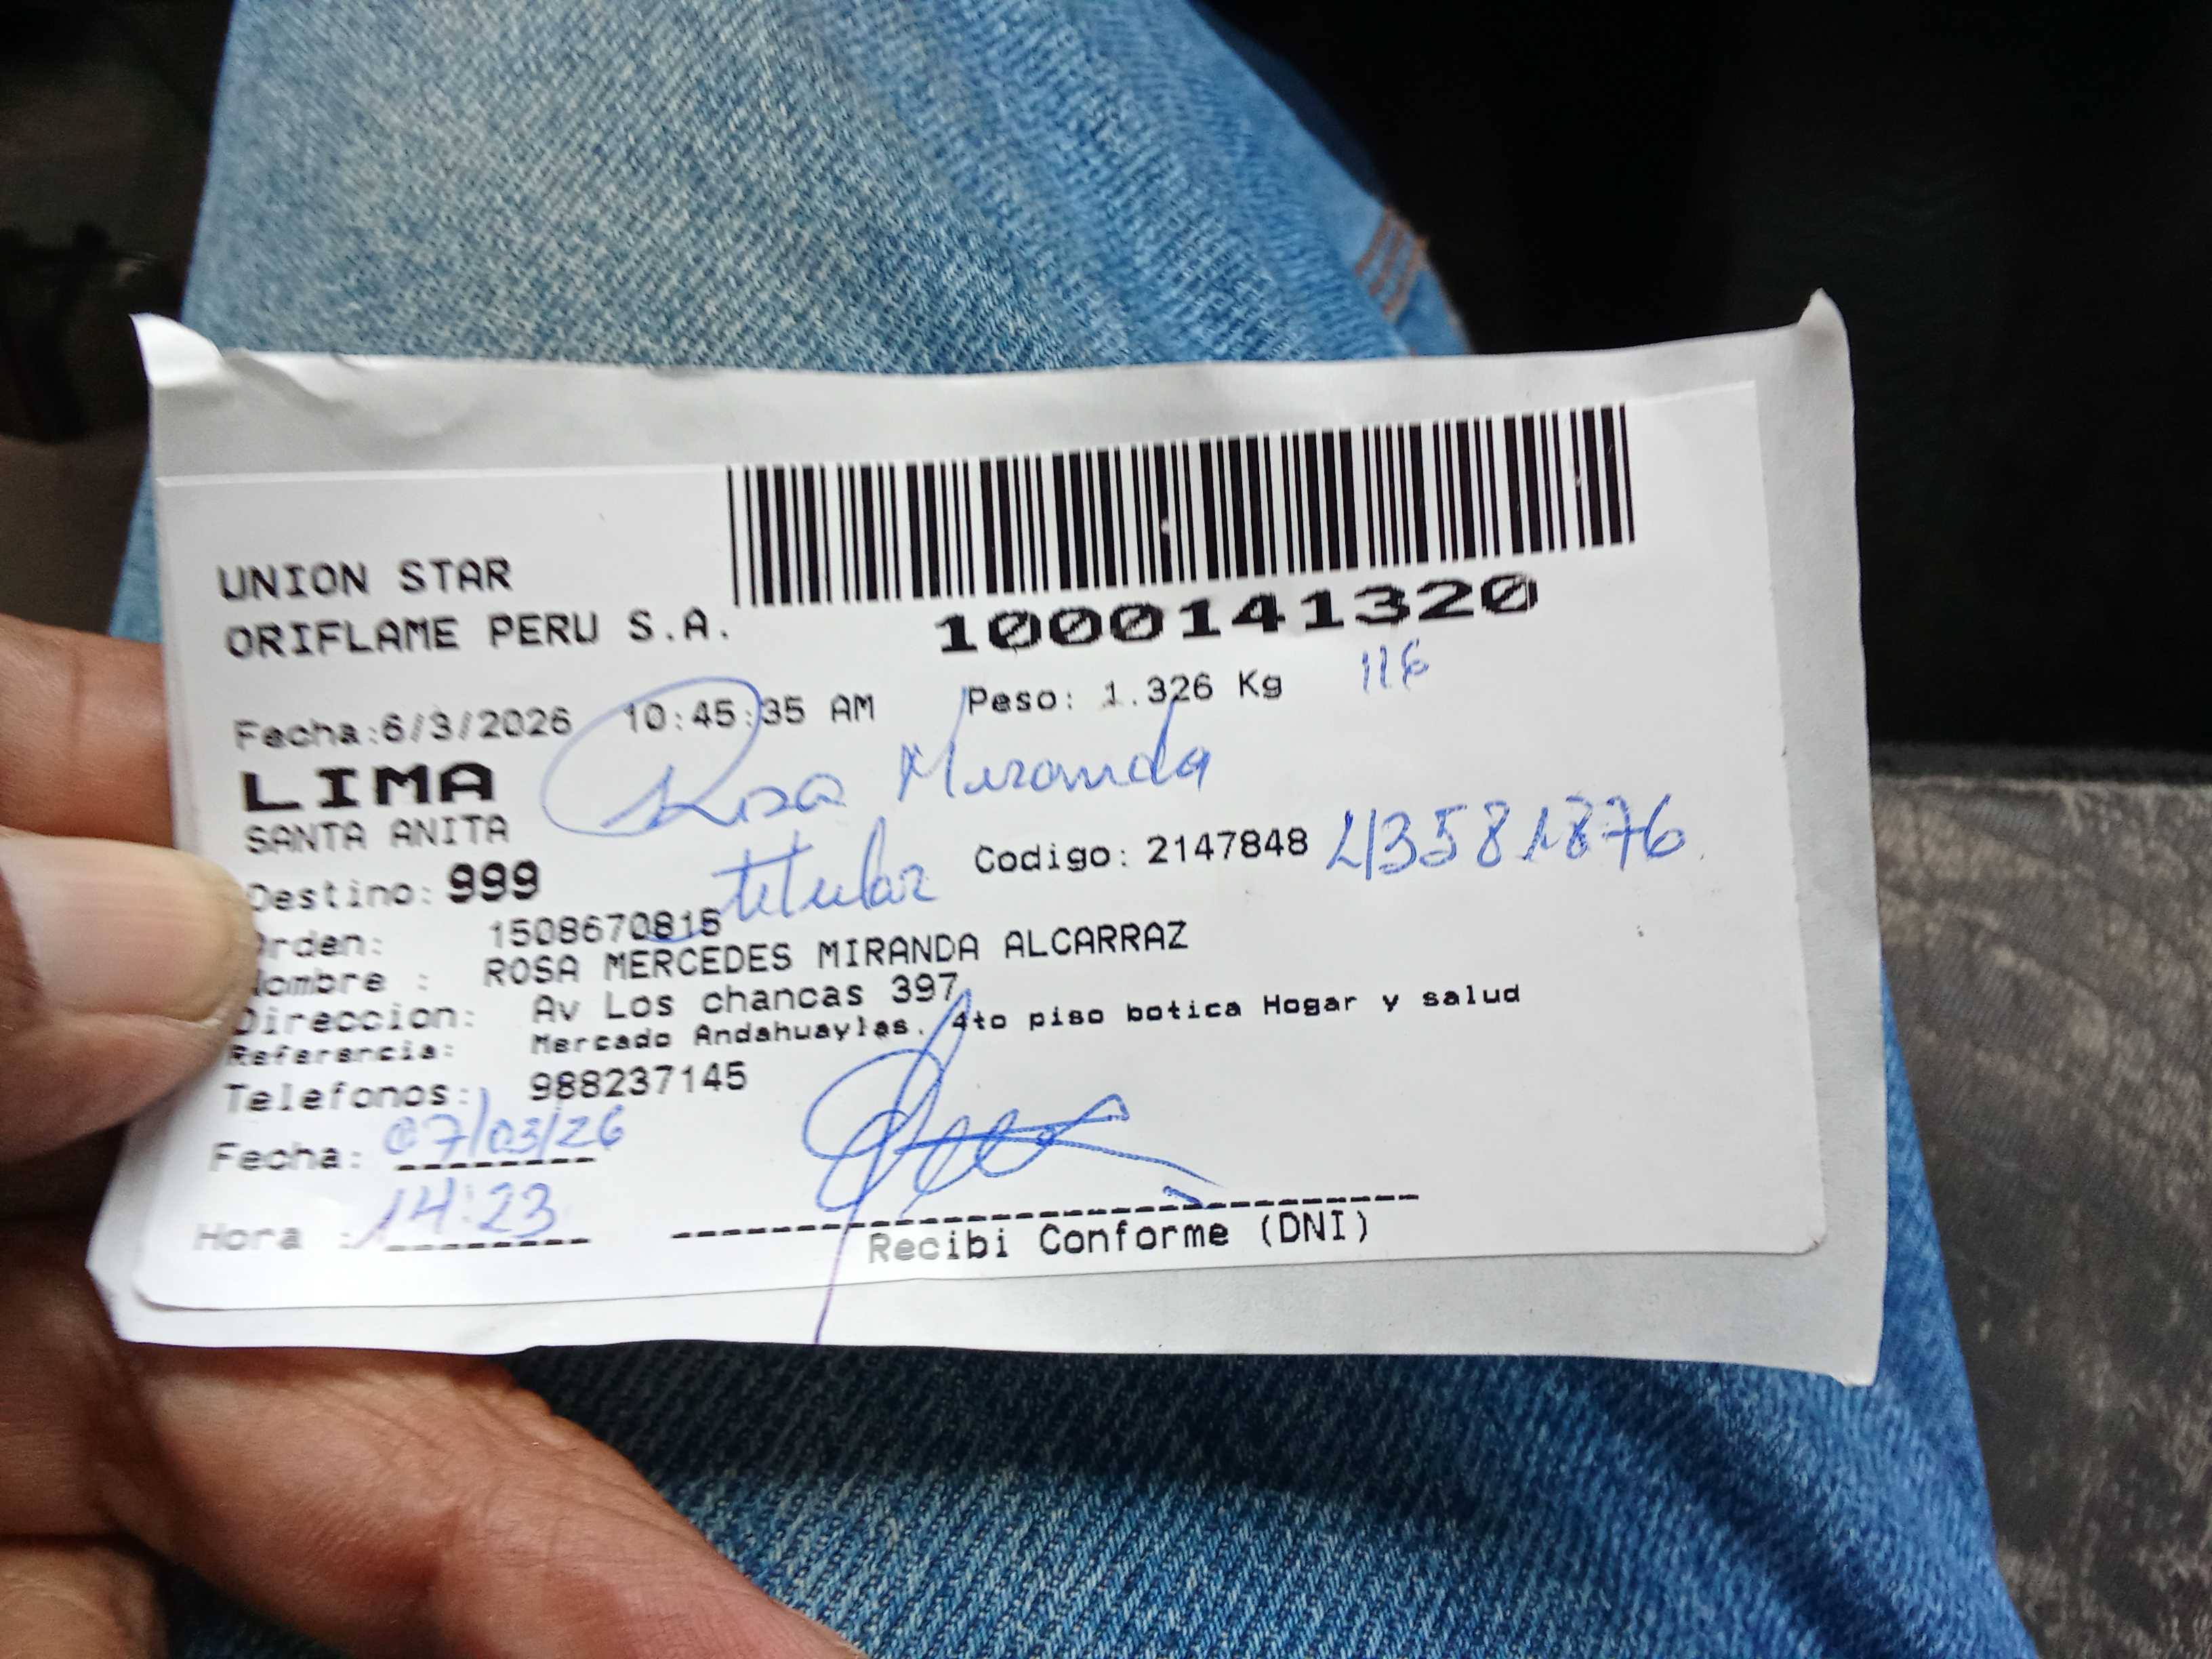 UNION STAR
ORIFLAME PERU S.A.
1000141320
116
Fecha:6/3/2026 10:45:35 AM Peso: 1.326 Kg
LIMA
Rosa Miranda
SANTA ANITA
titular
Codigo: 2147848 43581876
Destino: 999
Orden: 1508670815
Nombre : ROSA MERCEDES MIRANDA ALCARRAZ
Direccion: Av Los chancas 397
Referencia: Mercado Andahuaylas. 4to piso botica Hogar y salud
Telefonos: 988237145
Fecha: 07/03/26
Hora : 14:23
Recibi Conforme (DNI)